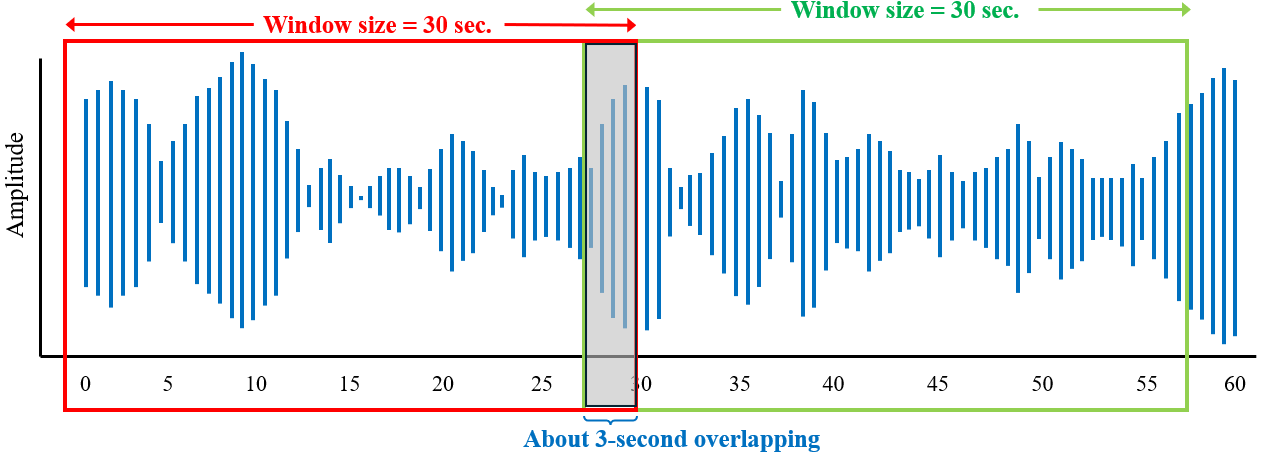 Window size = 30 sec.
Window size = 30 sec.
Amplitude
0 5 10 15 20 25 30 35 40 45 50 55 60
About 3-second overlapping